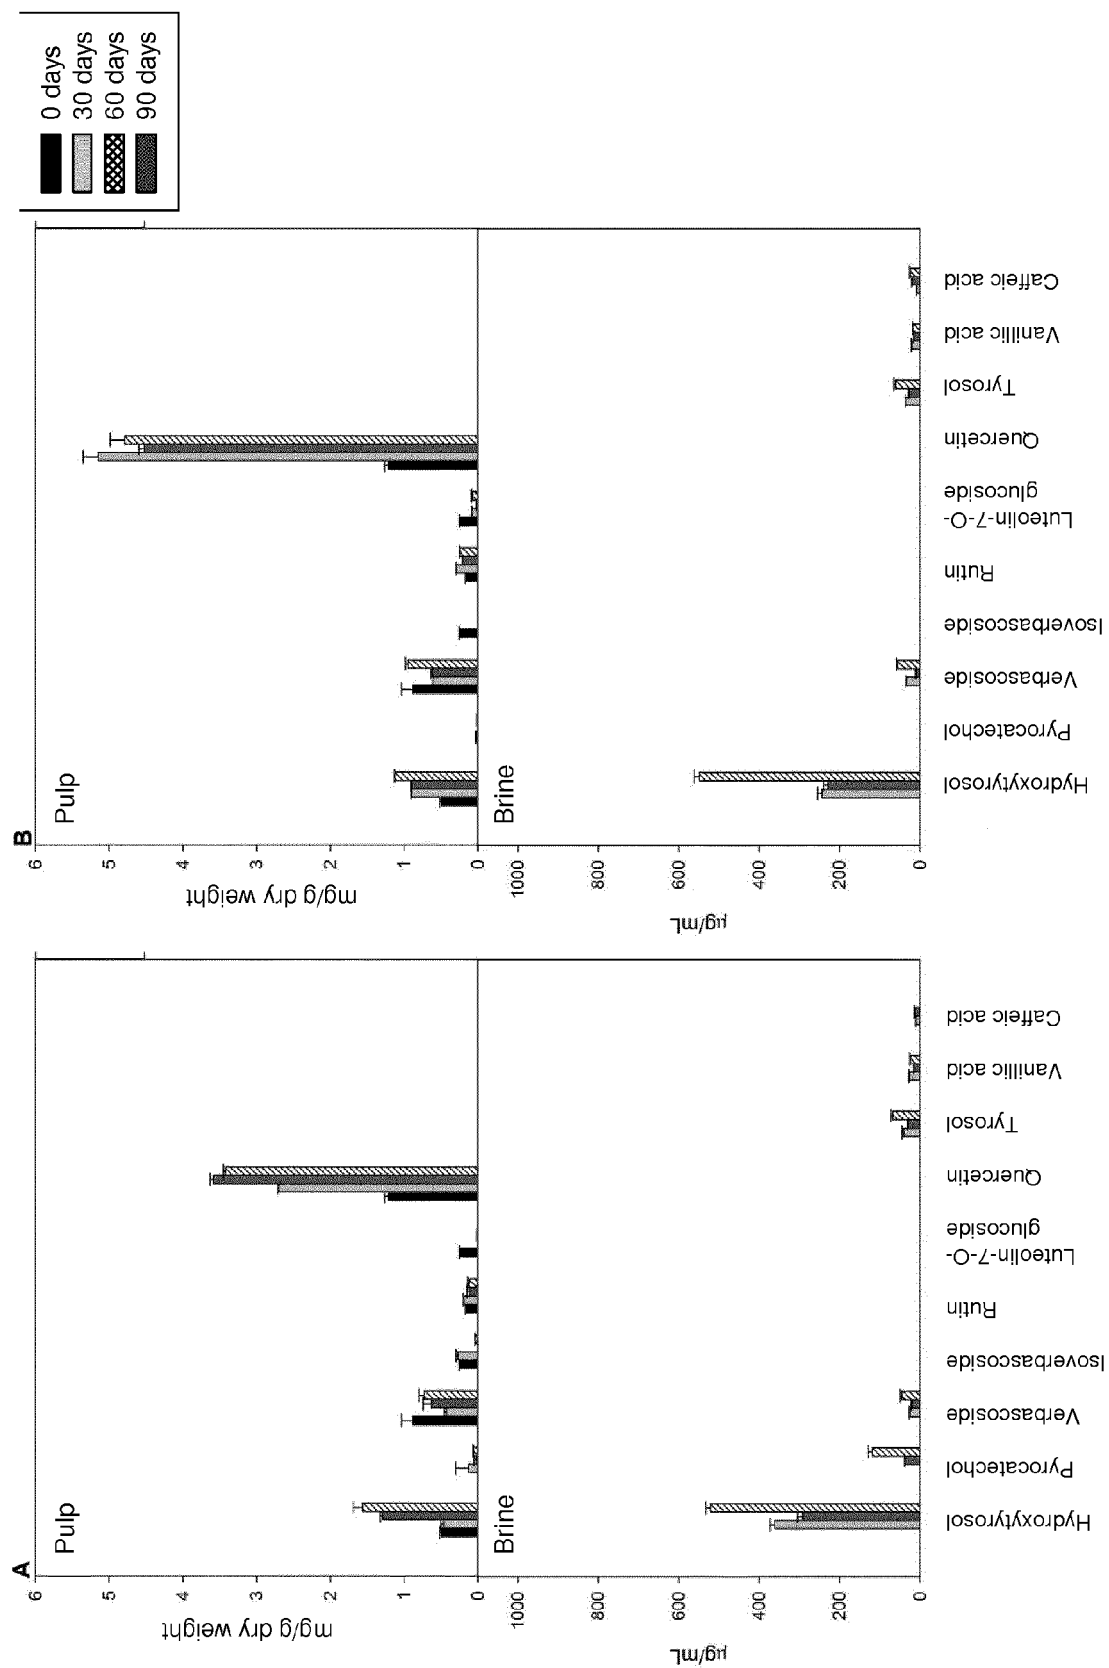 0 days
30 days
60 days
90 days
A
Pulp
mg/g dry weight
6
5
4
3
2
1
0
Brine
µg/mL
1000
800
600
400
200
0
Hydroxytyrosol
Pyrocatechol
Verbascoside
Isoverbascoside
Rutin
Luteolin-7-O-
glucoside
Quercetin
Tyrosol
Vanillic acid
Caffeic acid
B
Pulp
mg/g dry weight
6
5
4
3
2
1
0
Brine
µg/mL
1000
800
600
400
200
0
Hydroxytyrosol
Pyrocatechol
Verbascoside
Isoverbascoside
Rutin
Luteolin-7-O-
glucoside
Quercetin
Tyrosol
Vanillic acid
Caffeic acid